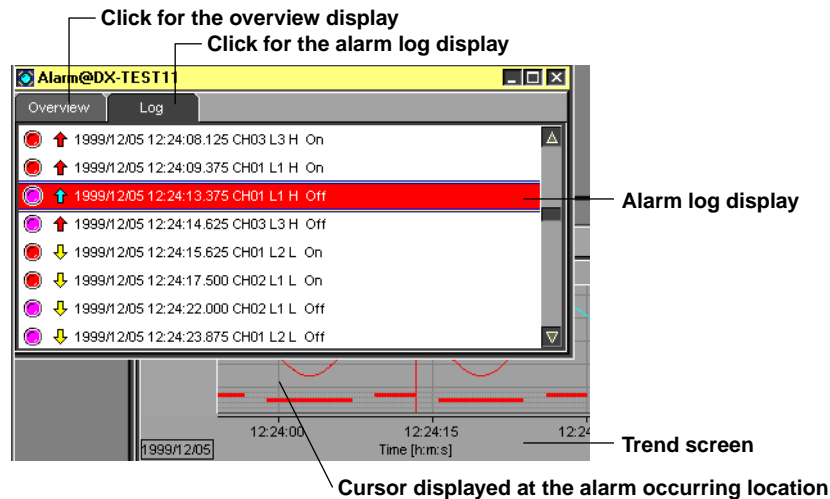 Click for the overview display
Click for the alarm log display
Alarm@DX-TEST11
Overview Log
1999/12/05 12:24:08.125 CH03 L3 H On
1999/12/05 12:24:09.375 CH01 L1 H On
1999/12/05 12:24:13.375 CH01 L1 H Off
1999/12/05 12:24:14.625 CH03 L3 H Off
1999/12/05 12:24:15.625 CH01 L2 L On
1999/12/05 12:24:17.500 CH02 L1 L On
1999/12/05 12:24:22.000 CH02 L1 L Off
1999/12/05 12:24:23.875 CH01 L2 L Off
Alarm log display
12:24:00 12:24:15 12:24
1999/12/05 Time [h:m:s]
Trend screen
Cursor displayed at the alarm occurring location